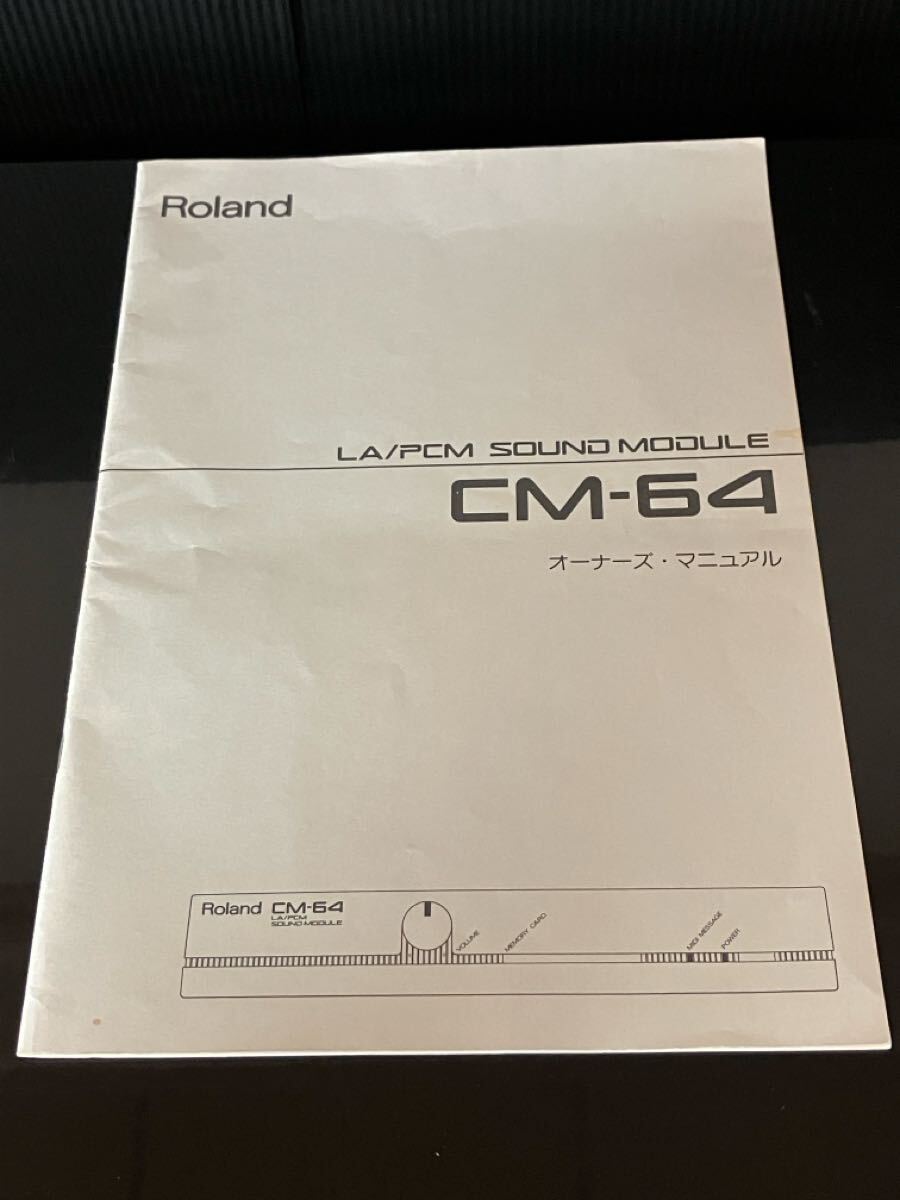 Roland
LA/PCM SOUND MODULE
CM-64
オーナーズ・マニュアル
Roland CM-64
LA/PCM
SOUND MODULE
VOLUME
MEMORY CARD
MIDI MESSAGE
POWER